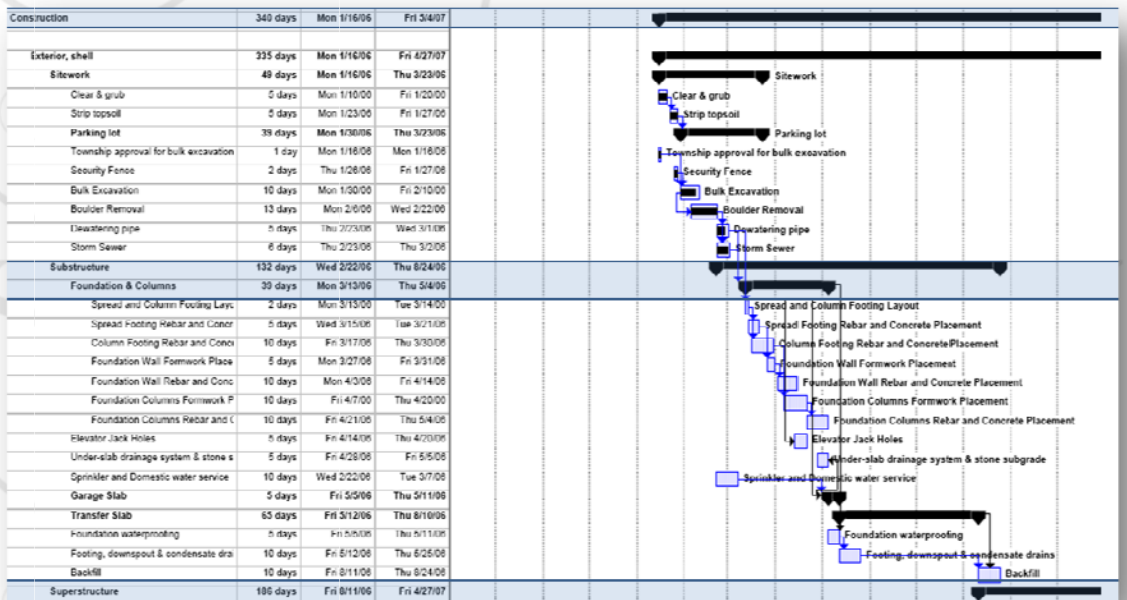 Construction 340 days Mon 1/16/06 Fri 5/4/07
Exterior, shell 335 days Mon 1/16/06 Fri 4/27/07
Sitework 49 days Mon 1/16/06 Thu 3/23/06 Sitework
Clear & grub 5 days Mon 1/16/06 Fri 1/20/06 Clear & grub
Strip topsoil 5 days Mon 1/23/06 Fri 1/27/06 Strip topsoil
Parking lot 39 days Mon 1/30/06 Thu 3/23/06 Parking lot
Township approval for bulk excavation 1 day Mon 1/16/06 Mon 1/16/06 Township approval for bulk excavation
Security Fence 2 days Thu 1/26/06 Fri 1/27/06 Security Fence
Bulk Excavation 10 days Mon 1/30/06 Fri 2/10/06 Bulk Excavation
Boulder Removal 13 days Mon 2/6/06 Wed 2/22/06 Boulder Removal
Dewatering pipe 5 days Thu 2/23/06 Wed 3/1/06 Dewatering pipe
Storm Sewer 6 days Thu 2/23/06 Thu 3/2/06 Storm Sewer
Substructure 132 days Wed 2/22/06 Thu 8/24/06
Foundation & Columns 39 days Mon 3/13/06 Thu 5/4/06
Spread and Column Footing Layc 2 days Mon 3/13/06 Tue 3/14/06 Spread and Column Footing Layout
Spread Footing Rebar and Concr 5 days Wed 3/15/06 Tue 3/21/06 Spread Footing Rebar and Concrete Placement
Column Footing Rebar and Concr 10 days Fri 3/17/06 Thu 3/30/06 Column Footing Rebar and ConcretePlacement
Foundation Wall Formwork Place 5 days Mon 3/27/06 Fri 3/31/06 Foundation Wall Formwork Placement
Foundation Wall Rebar and Conc 10 days Mon 4/3/06 Fri 4/14/06 Foundation Wall Rebar and Concrete Placement
Foundation Columns Formwork P 10 days Fri 4/7/06 Thu 4/20/06 Foundation Columns Formwork Placement
Foundation Columns Rebar and C 10 days Fri 4/21/06 Thu 5/4/06 Foundation Columns Rebar and Concrete Placement
Elevator Jack Holes 5 days Fri 4/14/06 Thu 4/20/06 Elevator Jack Holes
Under-slab drainage system & stone s 5 days Fri 4/28/06 Fri 5/5/06 Under-slab drainage system & stone subgrade
Sprinkler and Domestic water service 10 days Wed 2/22/06 Tue 3/7/06 Sprinkler and Domestic water service
Garage Slab 5 days Fri 5/5/06 Thu 5/11/06
Transfer Slab 65 days Fri 5/12/06 Thu 8/10/06
Foundation waterproofing 5 days Fri 5/5/06 Thu 5/11/06 Foundation waterproofing
Footing, downspout & condensate drai 10 days Fri 5/12/06 Thu 5/25/06 Footing, downspout & condensate drains
Backfill 10 days Fri 8/11/06 Thu 8/24/06 Backfill
Superstructure 186 days Fri 8/11/06 Fri 4/27/07